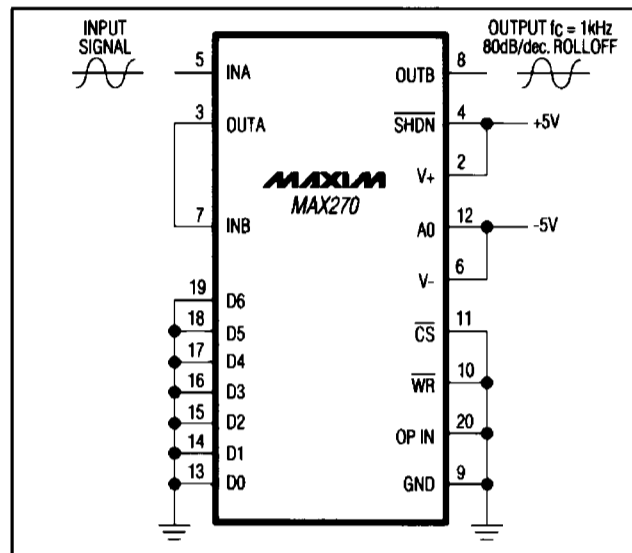 INPUT
SIGNAL
OUTPUT fC = 1kHz
80dB/dec. ROLLOFF
5 INA
OUTB 8
3 OUTA
SHDN 4
+5V
V+ 2
MAXIM
MAX270
7 INB
A0 12
-5V
V- 6
19 D6
CS 11
18 D5
17 D4
WR 10
16 D3
15 D2
OP IN 20
14 D1
13 D0
GND 9